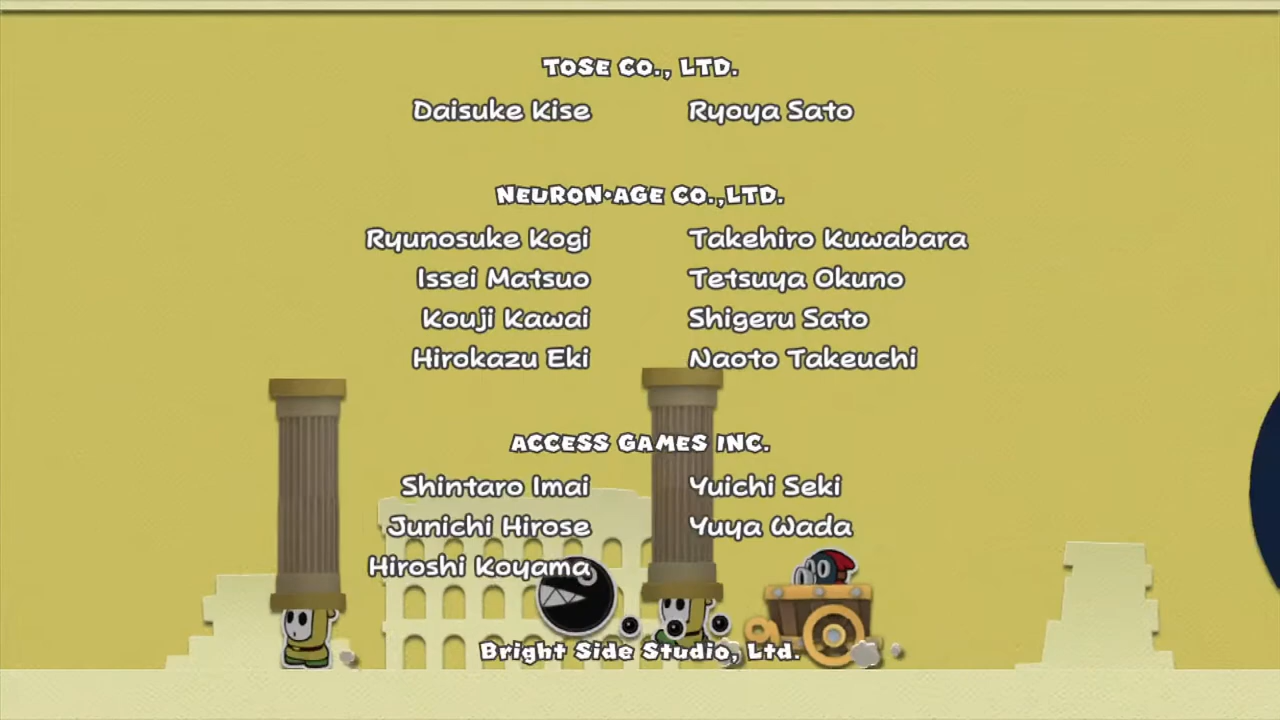 TOSE CO., LTD.
Daisuke Kise Ryoya Sato
NEURON·AGE CO.,LTD.
Ryunosuke Kogi Takehiro Kuwabara
Issei Matsuo Tetsuya Okuno
Kouji Kawai Shigeru Sato
Hirokazu Eki Naoto Takeuchi
ACCESS GAMES INC.
Shintaro Imai Yuichi Seki
Junichi Hirose Yuya Wada
Hiroshi Koyama
Bright Side Studio, Ltd.